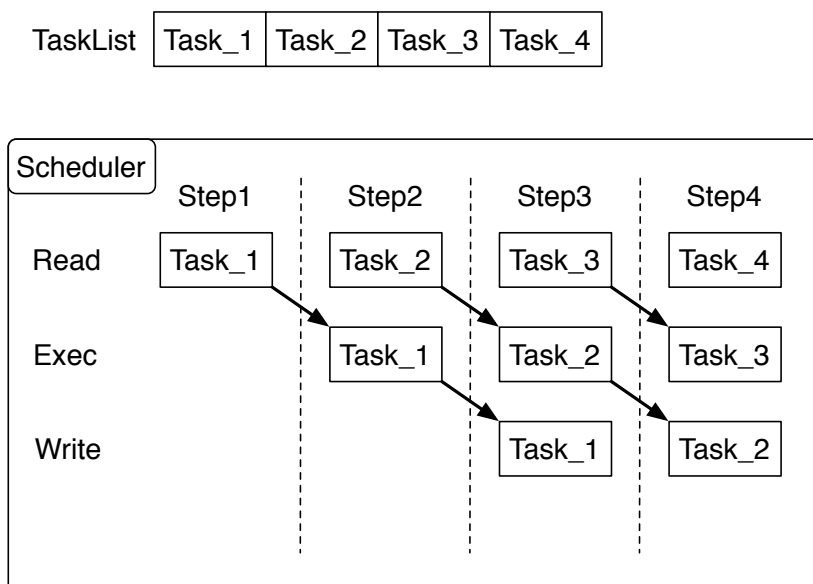 TaskList Task_1 Task_2 Task_3 Task_4
Scheduler
Step1 Step2 Step3 Step4
Read Task_1 Task_2 Task_3 Task_4
Exec Task_1 Task_2 Task_3
Write Task_1 Task_2